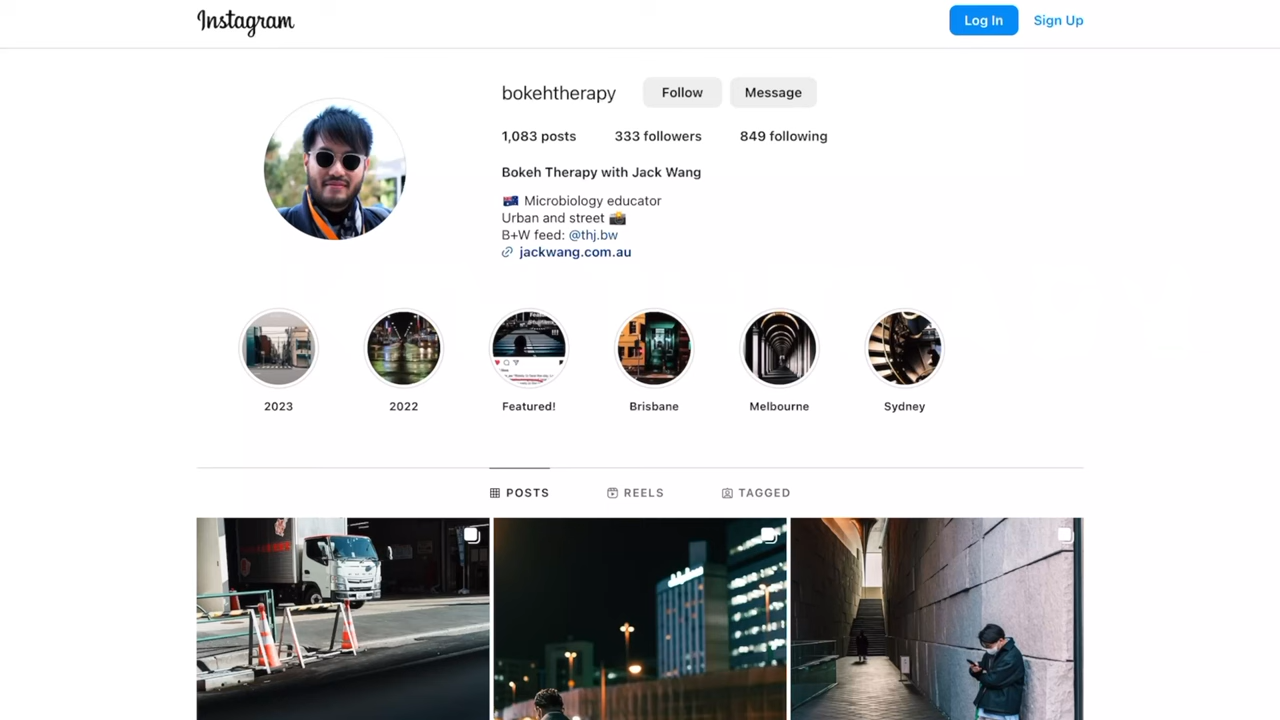 Instagram
Log In
Sign Up
bokehtherapy
Follow
Message
1,083 posts
333 followers
849 following
Bokeh Therapy with Jack Wang
🇦🇺 Microbiology educator
Urban and street 📸
B+W feed: @thj.bw
jackwang.com.au
2023
2022
Featured!
Brisbane
Melbourne
Sydney
POSTS
REELS
TAGGED